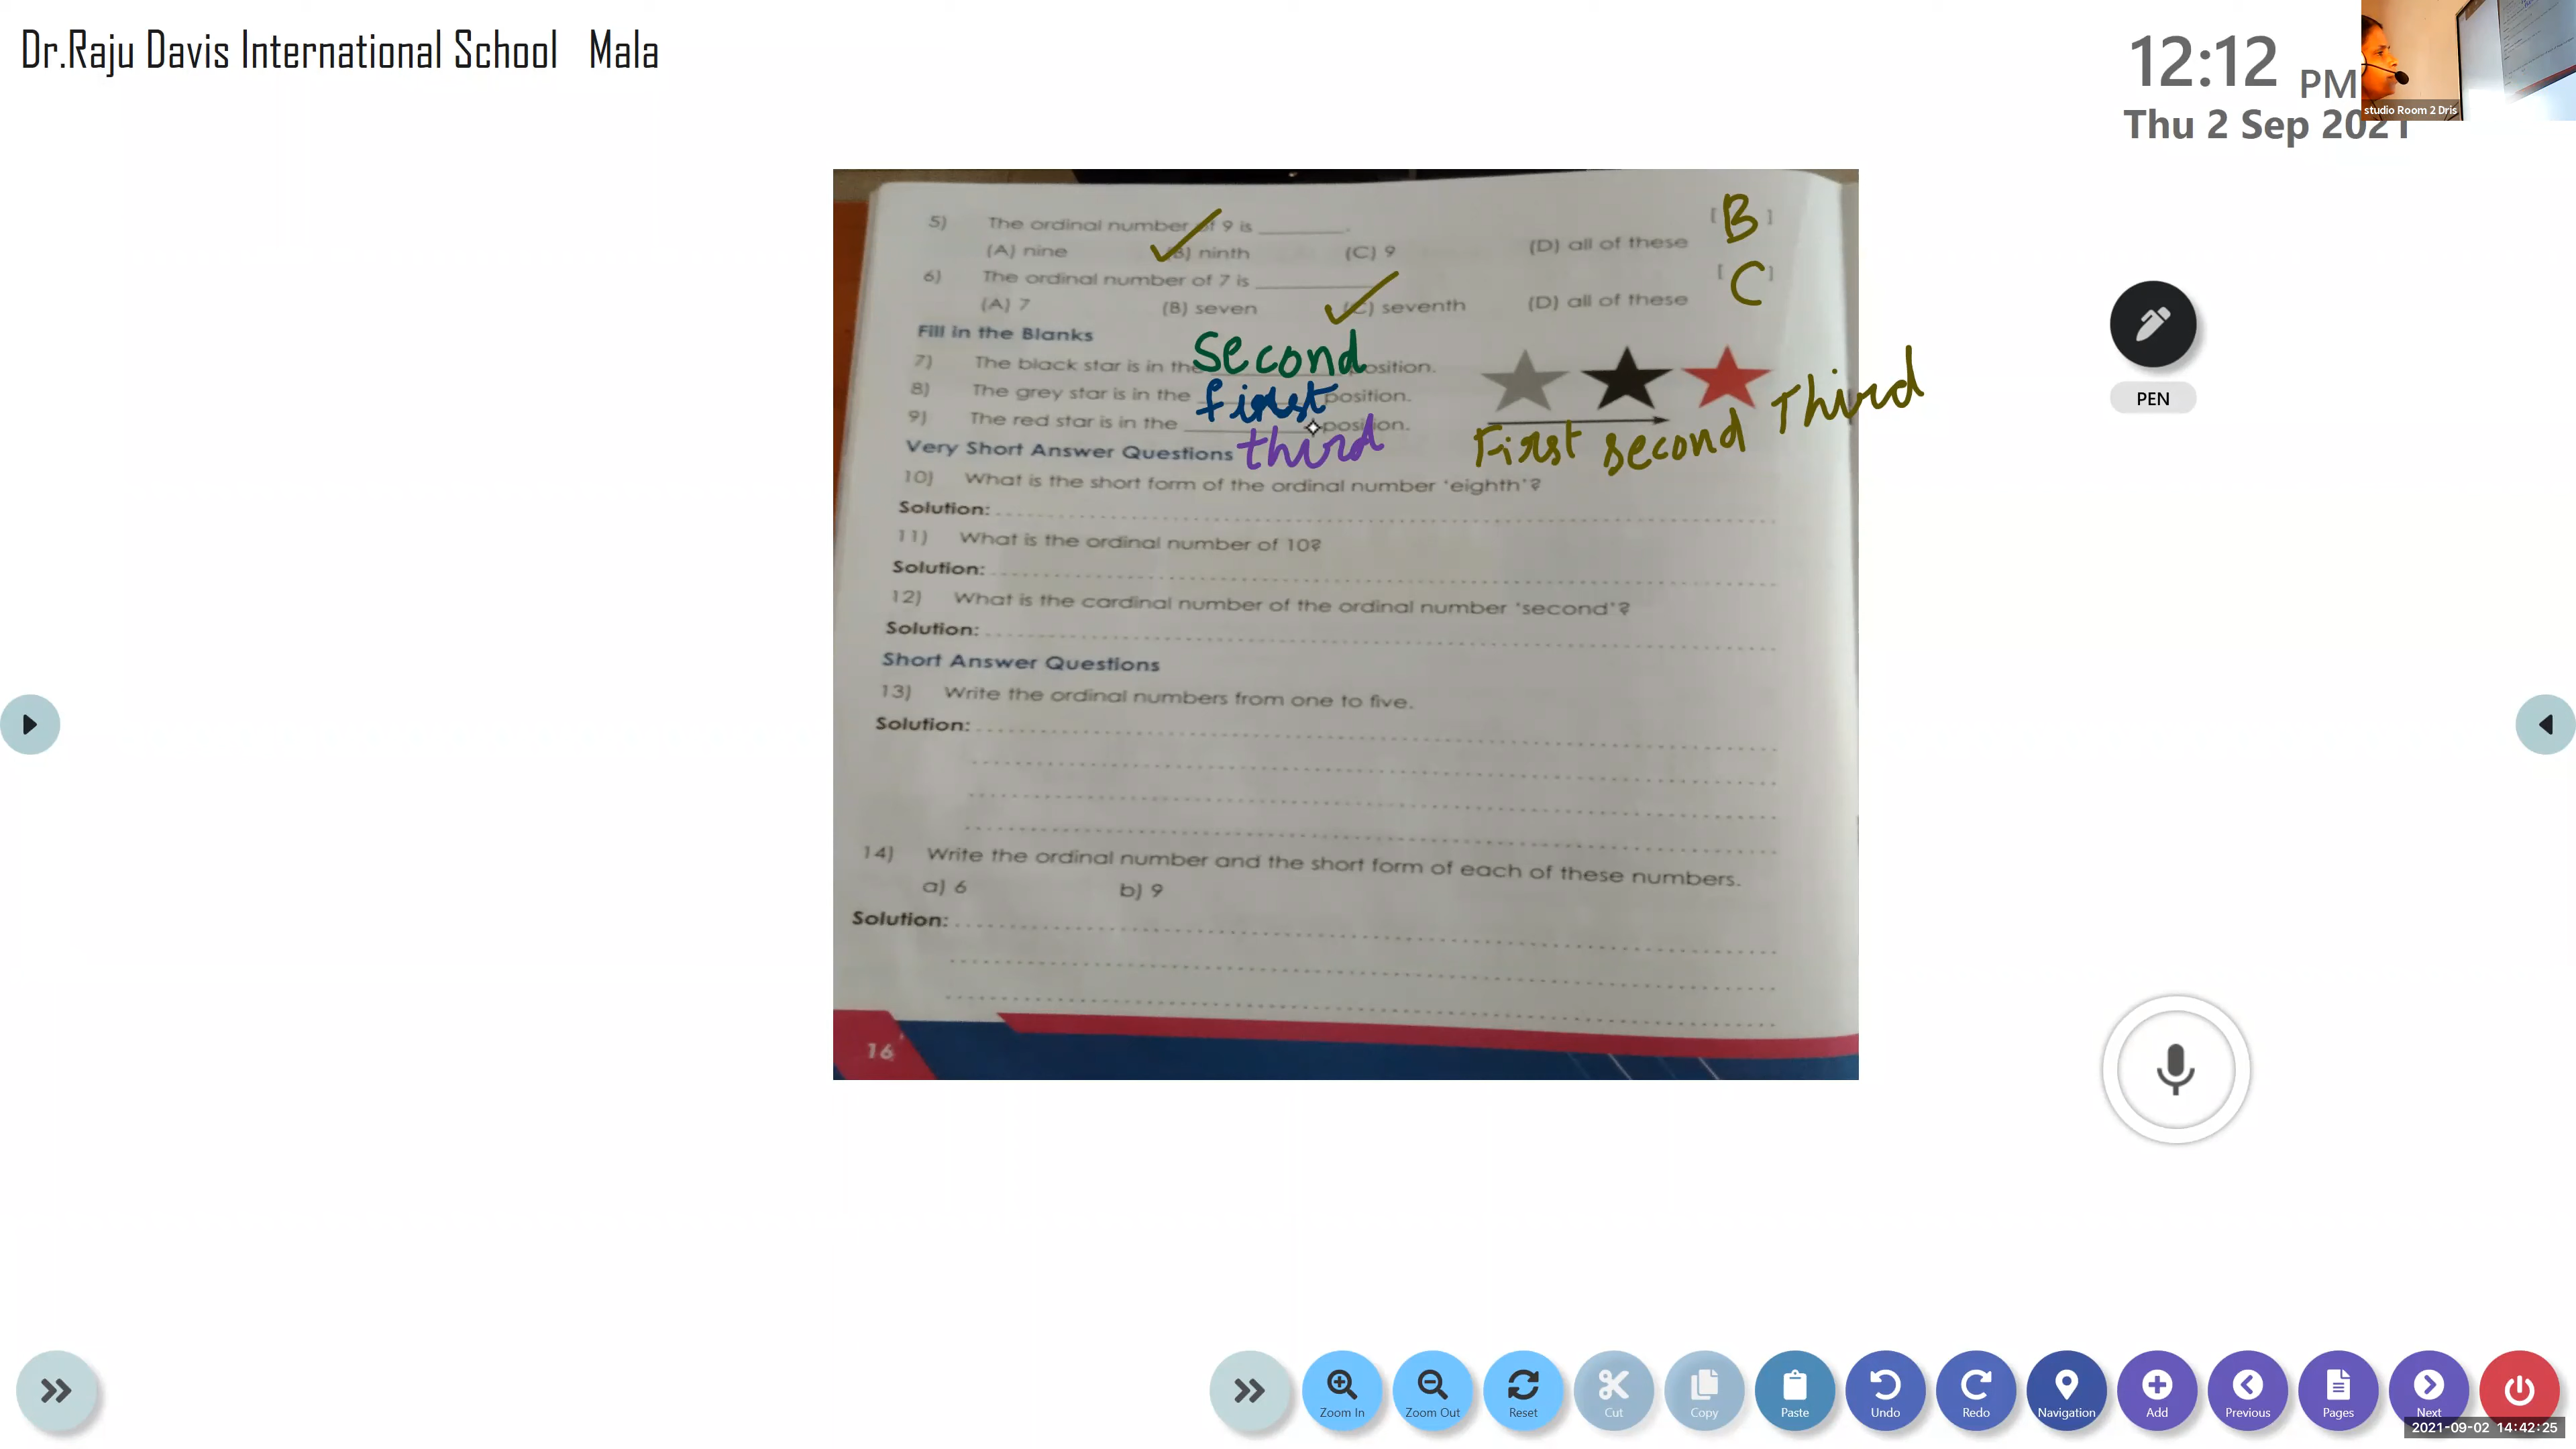 Dr.Raju Davis International School Mala
12:12 PM
Thu 2 Sep 2021
studio Room 2 Dris
5) The ordinal number of 9 is ________. [B]
(A) nine (B) ninth (C) 9 (D) all of these
6) The ordinal number of 7 is ________ [C]
(A) 7 (B) seven (C) seventh (D) all of these
Fill in the Blanks
7) The black star is in the second position.
8) The grey star is in the first position.
9) The red star is in the third position.
First second Third
Very Short Answer Questions
10) What is the short form of the ordinal number 'eighth'?
Solution:
11) What is the ordinal number of 10?
Solution:
12) What is the cardinal number of the ordinal number 'second'?
Solution:
Short Answer Questions
13) Write the ordinal numbers from one to five.
Solution:
14) Write the ordinal number and the short form of each of these numbers.
a) 6 b) 9
Solution:
16
PEN
Zoom In Zoom Out Reset Cut Copy Paste Undo Redo Navigation Add Previous Pages Next
2021-09-02 14:42:25